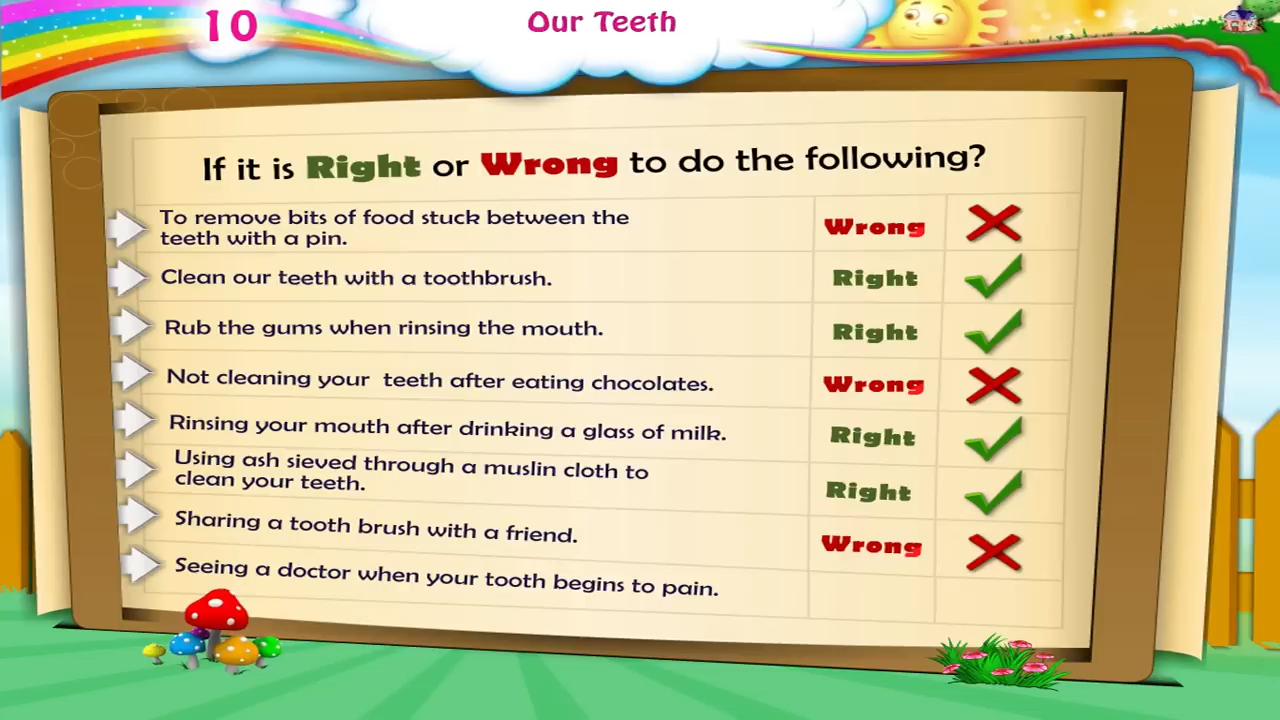 10
Our Teeth
If it is Right or Wrong to do the following?
To remove bits of food stuck between the
teeth with a pin.
Wrong
Clean our teeth with a toothbrush.
Right
Rub the gums when rinsing the mouth.
Right
Not cleaning your teeth after eating chocolates.
Wrong
Rinsing your mouth after drinking a glass of milk.
Right
Using ash sieved through a muslin cloth to
clean your teeth.
Right
Sharing a tooth brush with a friend.
Wrong
Seeing a doctor when your tooth begins to pain.